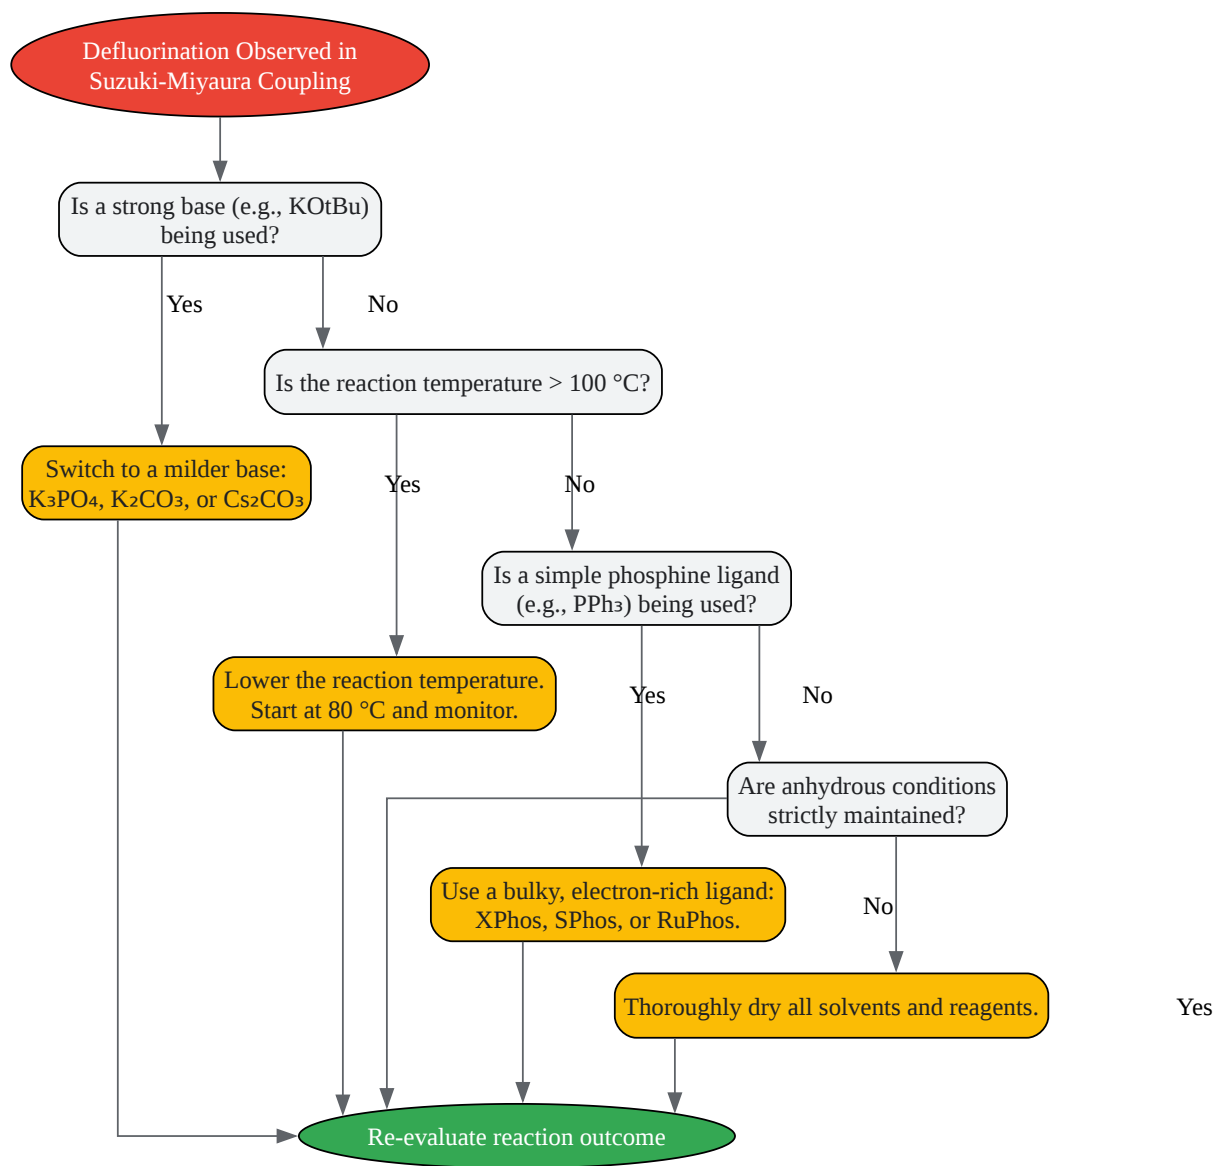 Defluorination Observed in
Suzuki-Miyaura Coupling
Is a strong base (e.g., KOtBu)
being used?
Yes
No
Is the reaction temperature > 100 °C?
Switch to a milder base:
K₃PO₄, K₂CO₃, or Cs₂CO₃
Yes
No
Is a simple phosphine ligand
(e.g., PPh₃) being used?
Lower the reaction temperature.
Start at 80 °C and monitor.
Yes
No
Are anhydrous conditions
strictly maintained?
Use a bulky, electron-rich ligand:
XPhos, SPhos, or RuPhos.
No
Thoroughly dry all solvents and reagents.
Yes
Re-evaluate reaction outcome